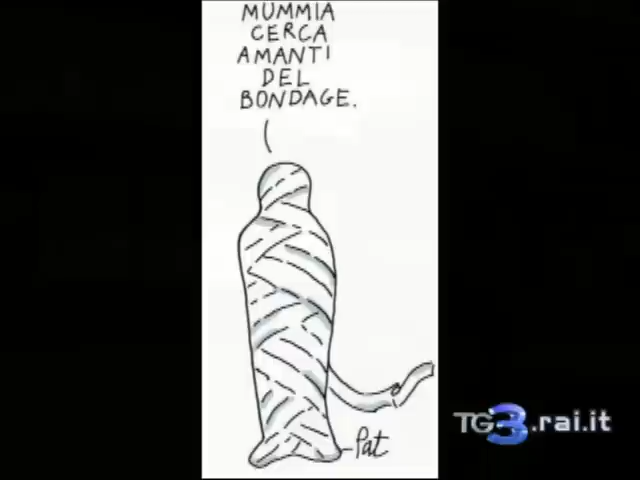 MUMMIA
CERCA
AMANTI
DEL
BONDAGE.
Pat
TG3.rai.it